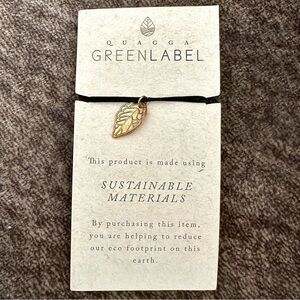 QUAGGA
GREENLABEL
This product is made using
SUSTAINABLE
MATERIALS
By purchasing this item,
you are helping to reduce
our eco footprint on this
earth.